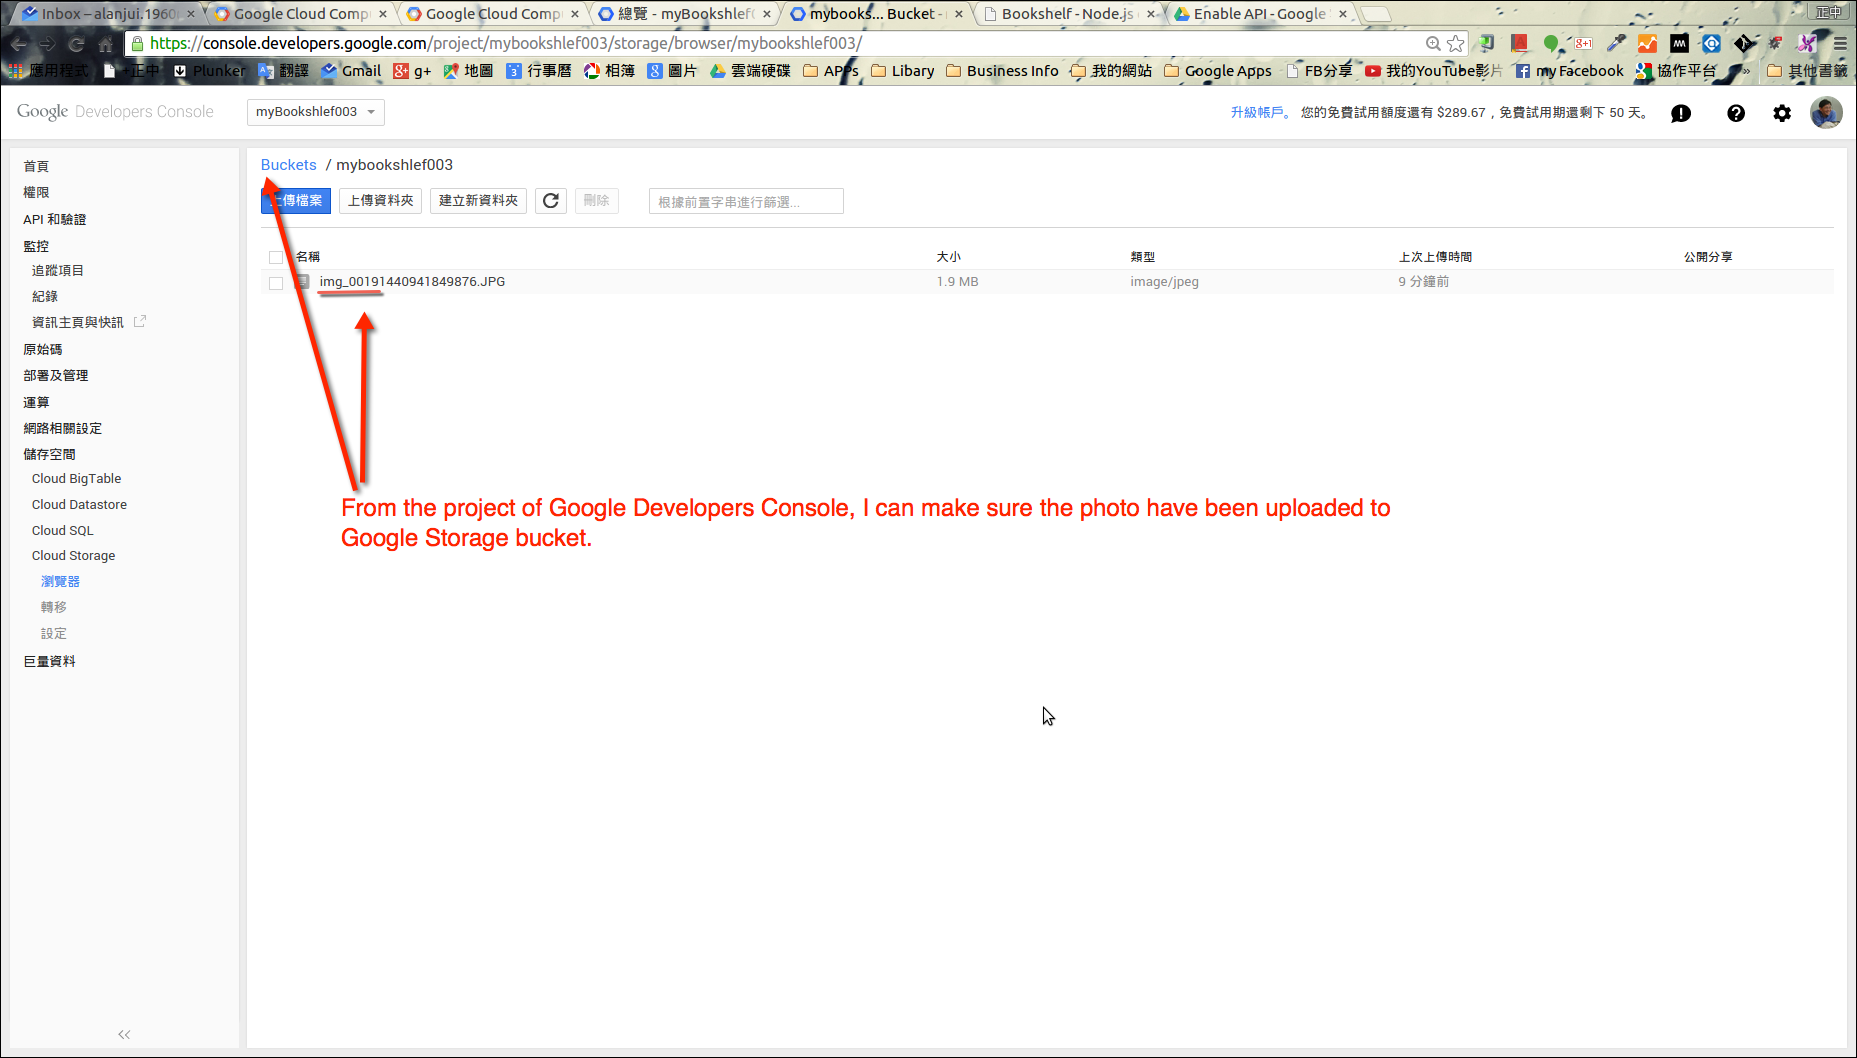 Inbox – alanjui.1960
Google Cloud Comp
Google Cloud Comp
總覽 - myBookshlef
mybooks... Bucket -
Bookshelf - Node.js
Enable API - Google
正中
https://console.developers.google.com/project/mybookshlef003/storage/browser/mybookshlef003/
應用程式 +正中 Plunker 翻譯 Gmail g+ 地圖 行事曆 相簿 圖片 雲端硬碟 APPs Libary Business Info 我的網站 Google Apps FB分享 我的YouTube影片 my Facebook 協作平台 » 其他書籤
Google Developers Console
myBookshlef003
升級帳戶。 您的免費試用額度還有 $289.67，免費試用期還剩下 50 天。
首頁
權限
API 和驗證
監控
追蹤項目
紀錄
資訊主頁與快訊
原始碼
部署及管理
運算
網路相關設定
儲存空間
Cloud BigTable
Cloud Datastore
Cloud SQL
Cloud Storage
瀏覽器
轉移
設定
巨量資料
Buckets / mybookshlef003
上傳檔案 上傳資料夾 建立新資料夾 刪除 根據前置字串進行篩選...
名稱 大小 類型 上次上傳時間 公開分享
img_00191440941849876.JPG 1.9 MB image/jpeg 9 分鐘前
From the project of Google Developers Console, I can make sure the photo have been uploaded to
Google Storage bucket.